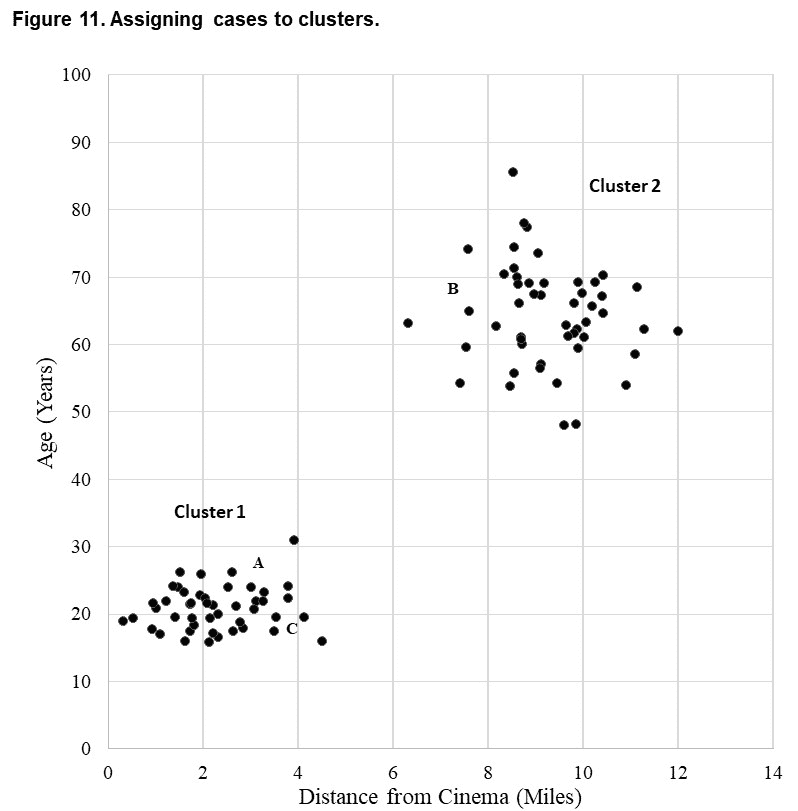 Figure 11. Assigning cases to clusters.
100
90
80
70
60
50
40
30
20
10
0
Age (Years)
Cluster 2
B
Cluster 1
A
C
0 2 4 6 8 10 12 14
Distance from Cinema (Miles)